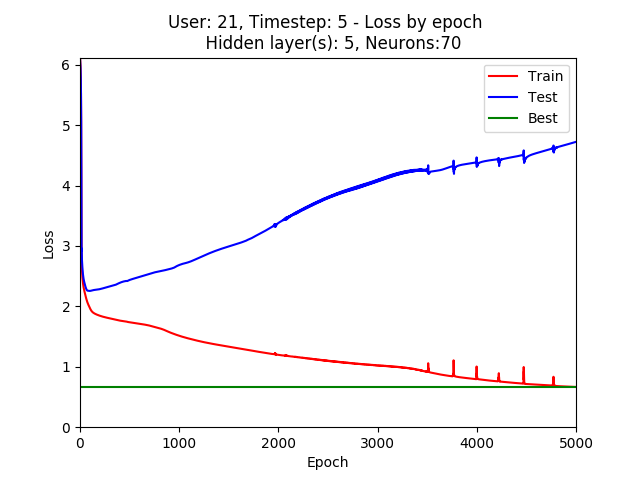 User: 21, Timestep: 5 - Loss by epoch
Hidden layer(s): 5, Neurons:70
6
5
4
3
2
1
0
Loss
Train
Test
Best
0 1000 2000 3000 4000 5000
Epoch